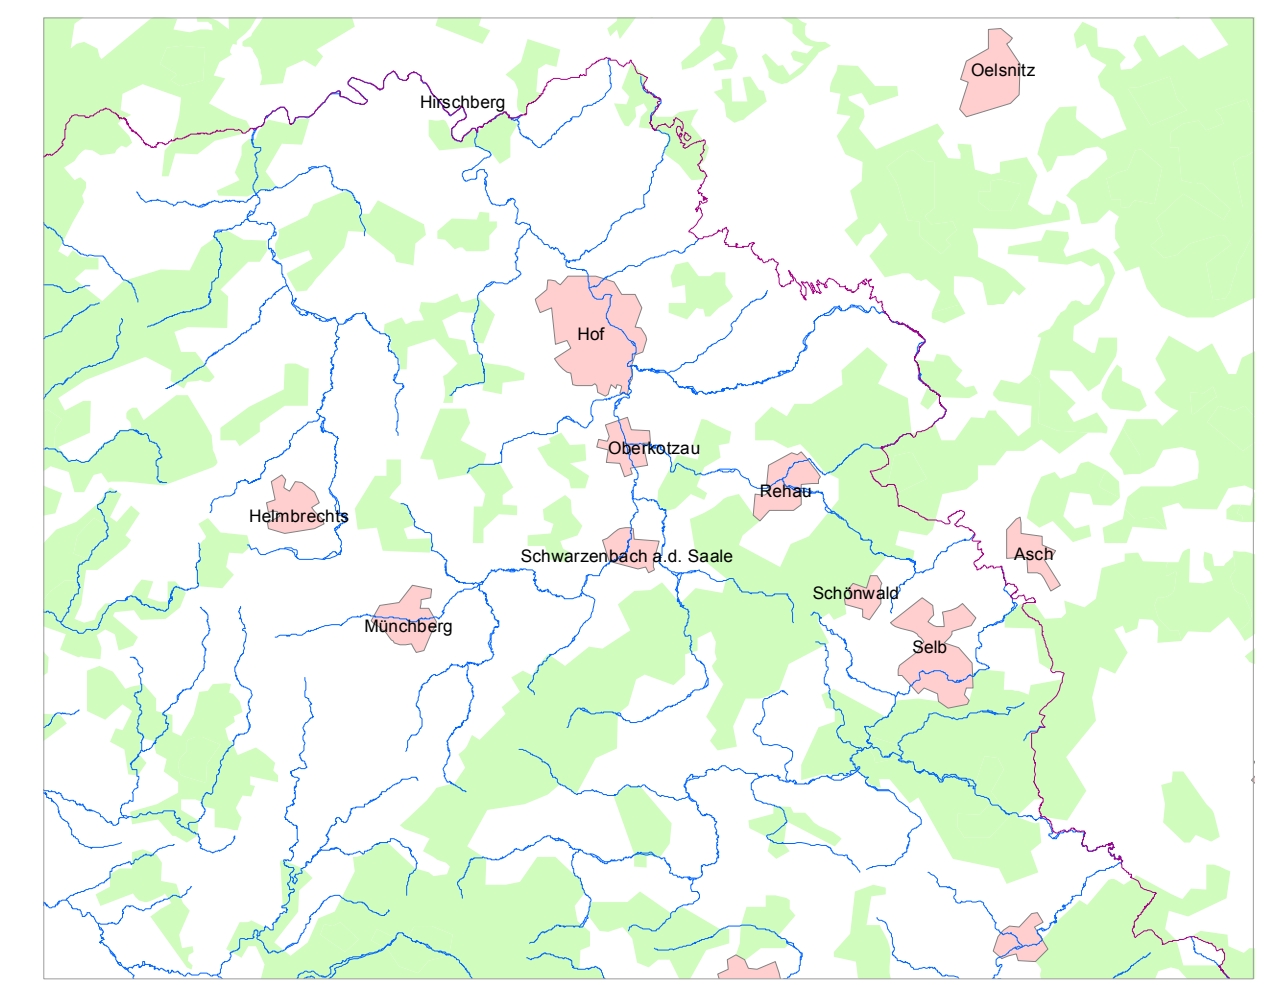 Oelsnitz
Hirschberg
Hof
Oberkotzau
Rehau
Helmbrechts
Schwarzenbach a.d. Saale
Asch
Schönwald
Münchberg
Selb